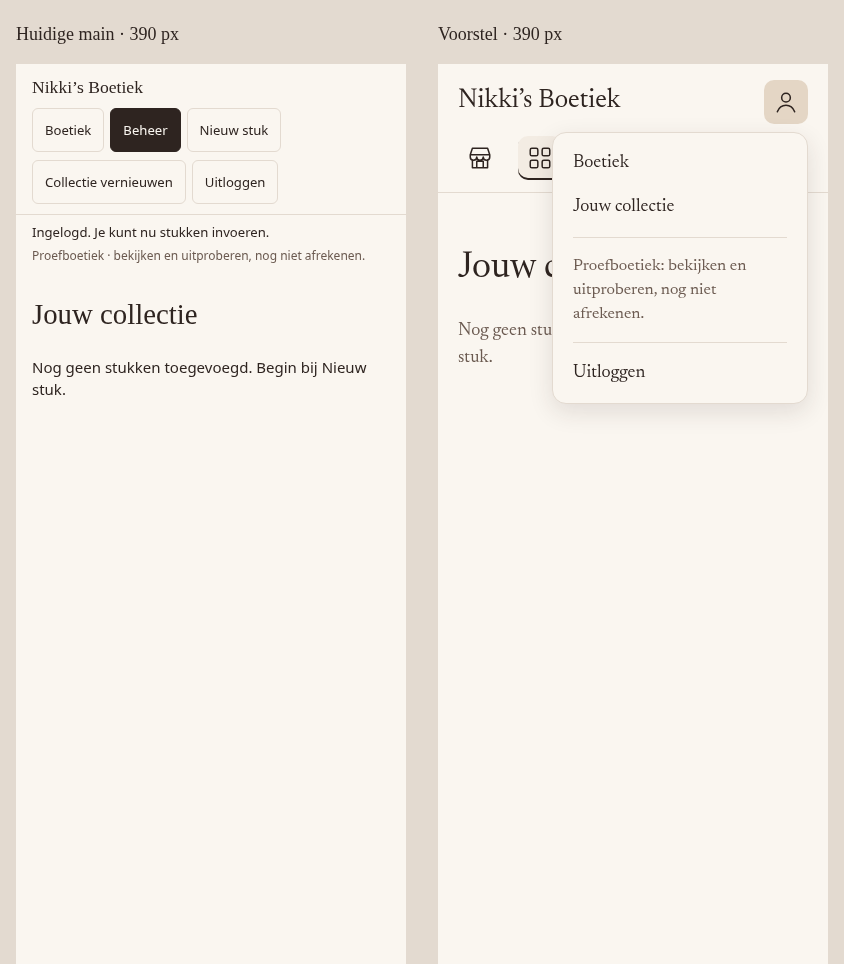 Huidige main · 390 px
Nikki’s Boetiek
Boetiek
Beheer
Nieuw stuk
Collectie vernieuwen
Uitloggen
Ingelogd. Je kunt nu stukken invoeren.
Proefboetiek · bekijken en uitproberen, nog niet afrekenen.
Jouw collectie
Nog geen stukken toegevoegd. Begin bij Nieuw
stuk.
Voorstel · 390 px
Nikki’s Boetiek
Boetiek
Jouw collectie
Proefboetiek: bekijken en
uitproberen, nog niet
afrekenen.
Uitloggen
Jouw
Nog geen
stuk.